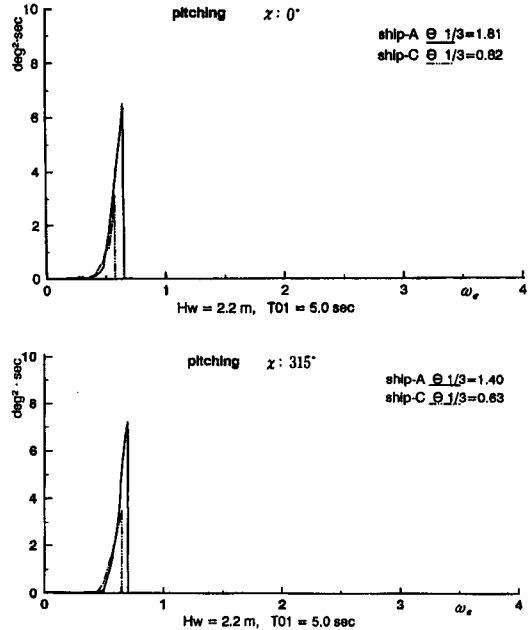 pitching χ: 0°
deg²·sec
10
8
6
4
2
0
ship-A Θ 1/3=1.81
ship-C Θ 1/3=0.82
0 1 2 3 ωe 4
Hw = 2.2 m, T01 = 5.0 sec
pitching χ: 315°
deg² · sec
10
8
6
4
2
0
ship-A Θ 1/3=1.40
ship-C Θ 1/3=0.63
0 1 2 3 ωe 4
Hw = 2.2 m, T01 = 5.0 sec